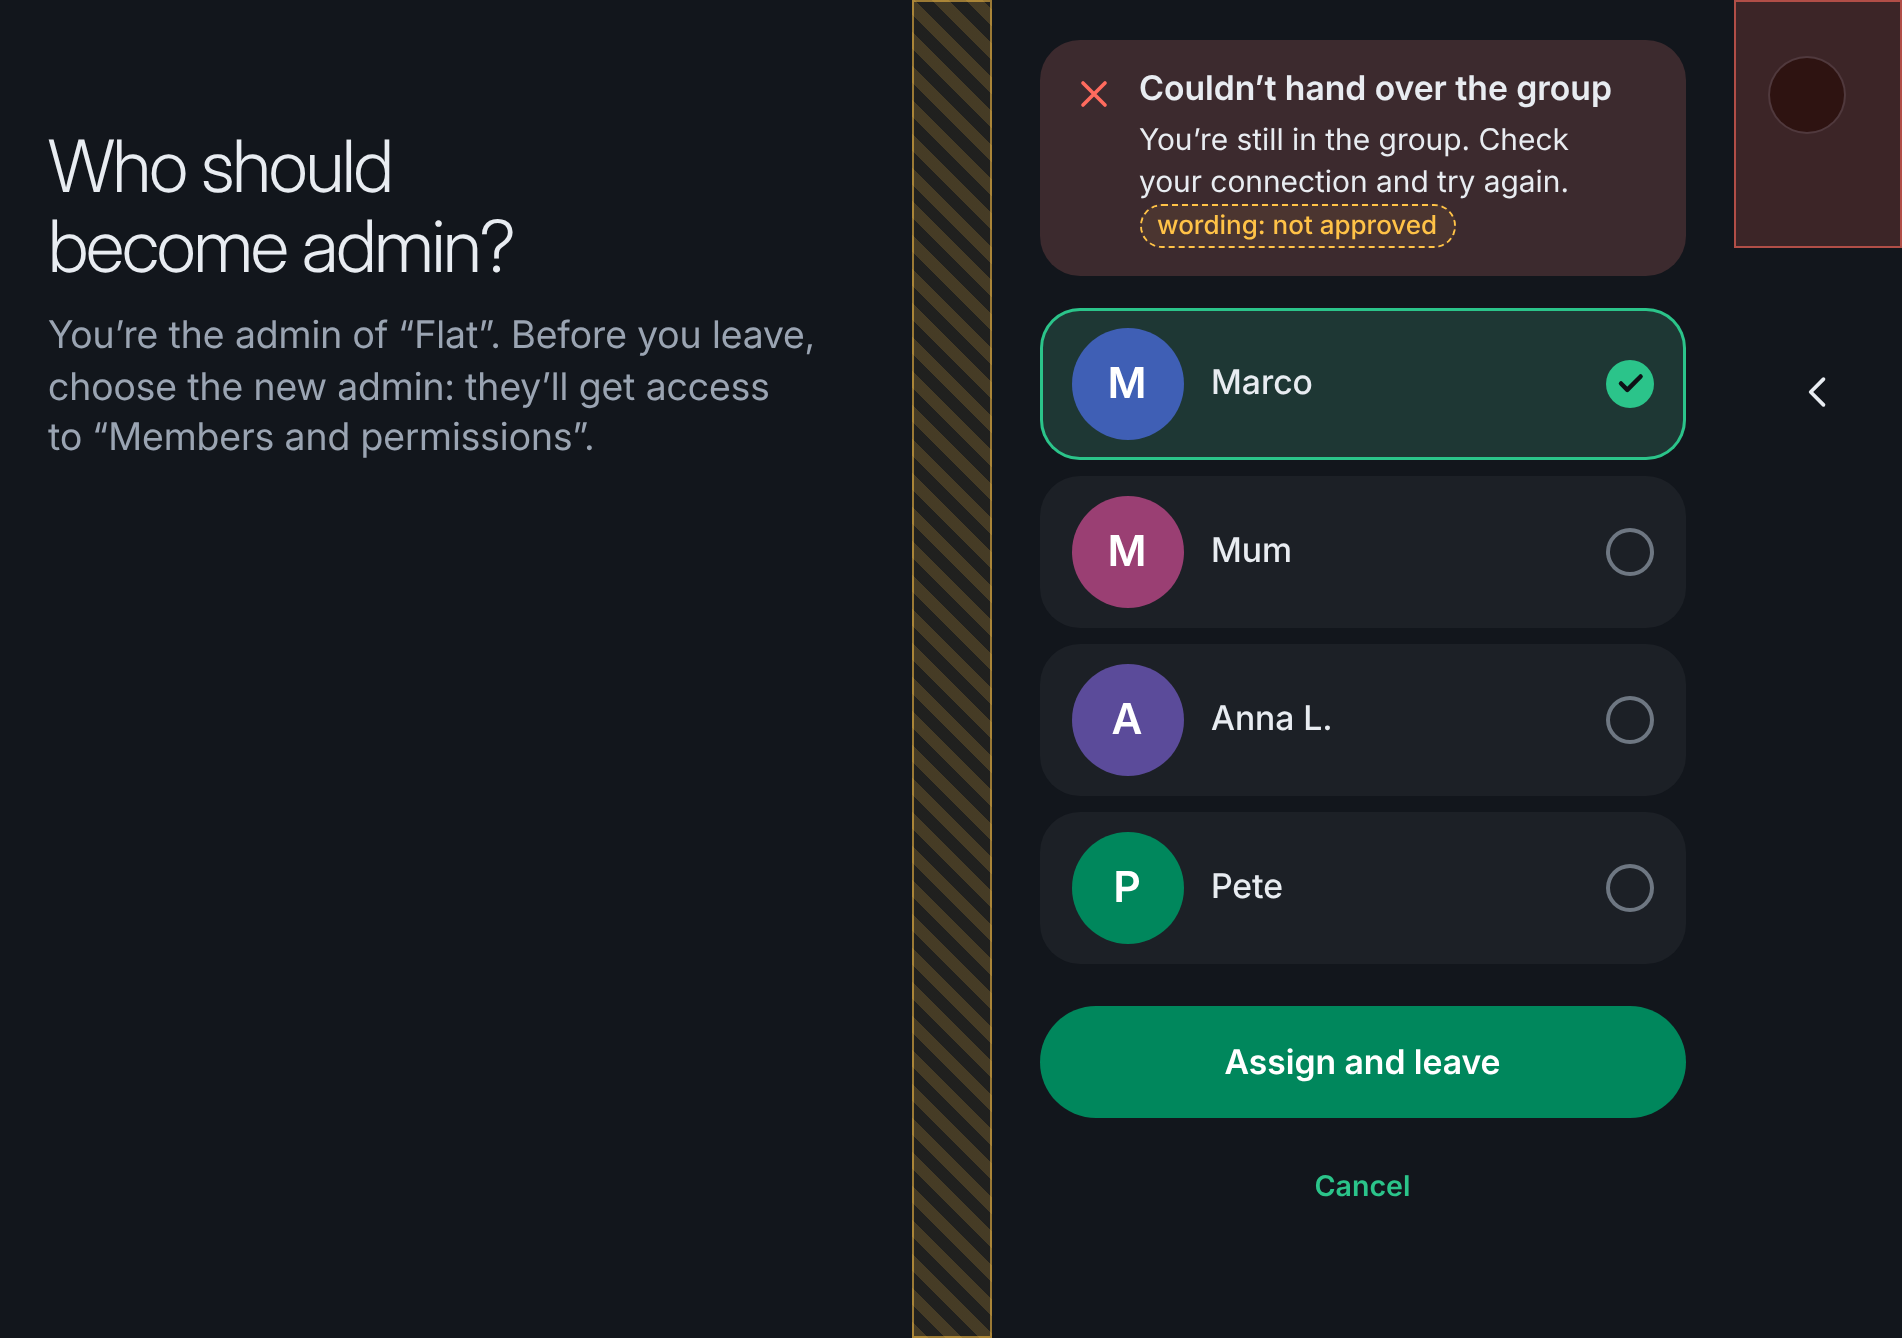 Who should
become admin?
You’re the admin of “Flat”. Before you leave,
choose the new admin: they’ll get access
to “Members and permissions”.
Couldn’t hand over the group
You’re still in the group. Check
your connection and try again.
wording: not approved
M Marco
M Mum
A Anna L.
P Pete
Assign and leave
Cancel